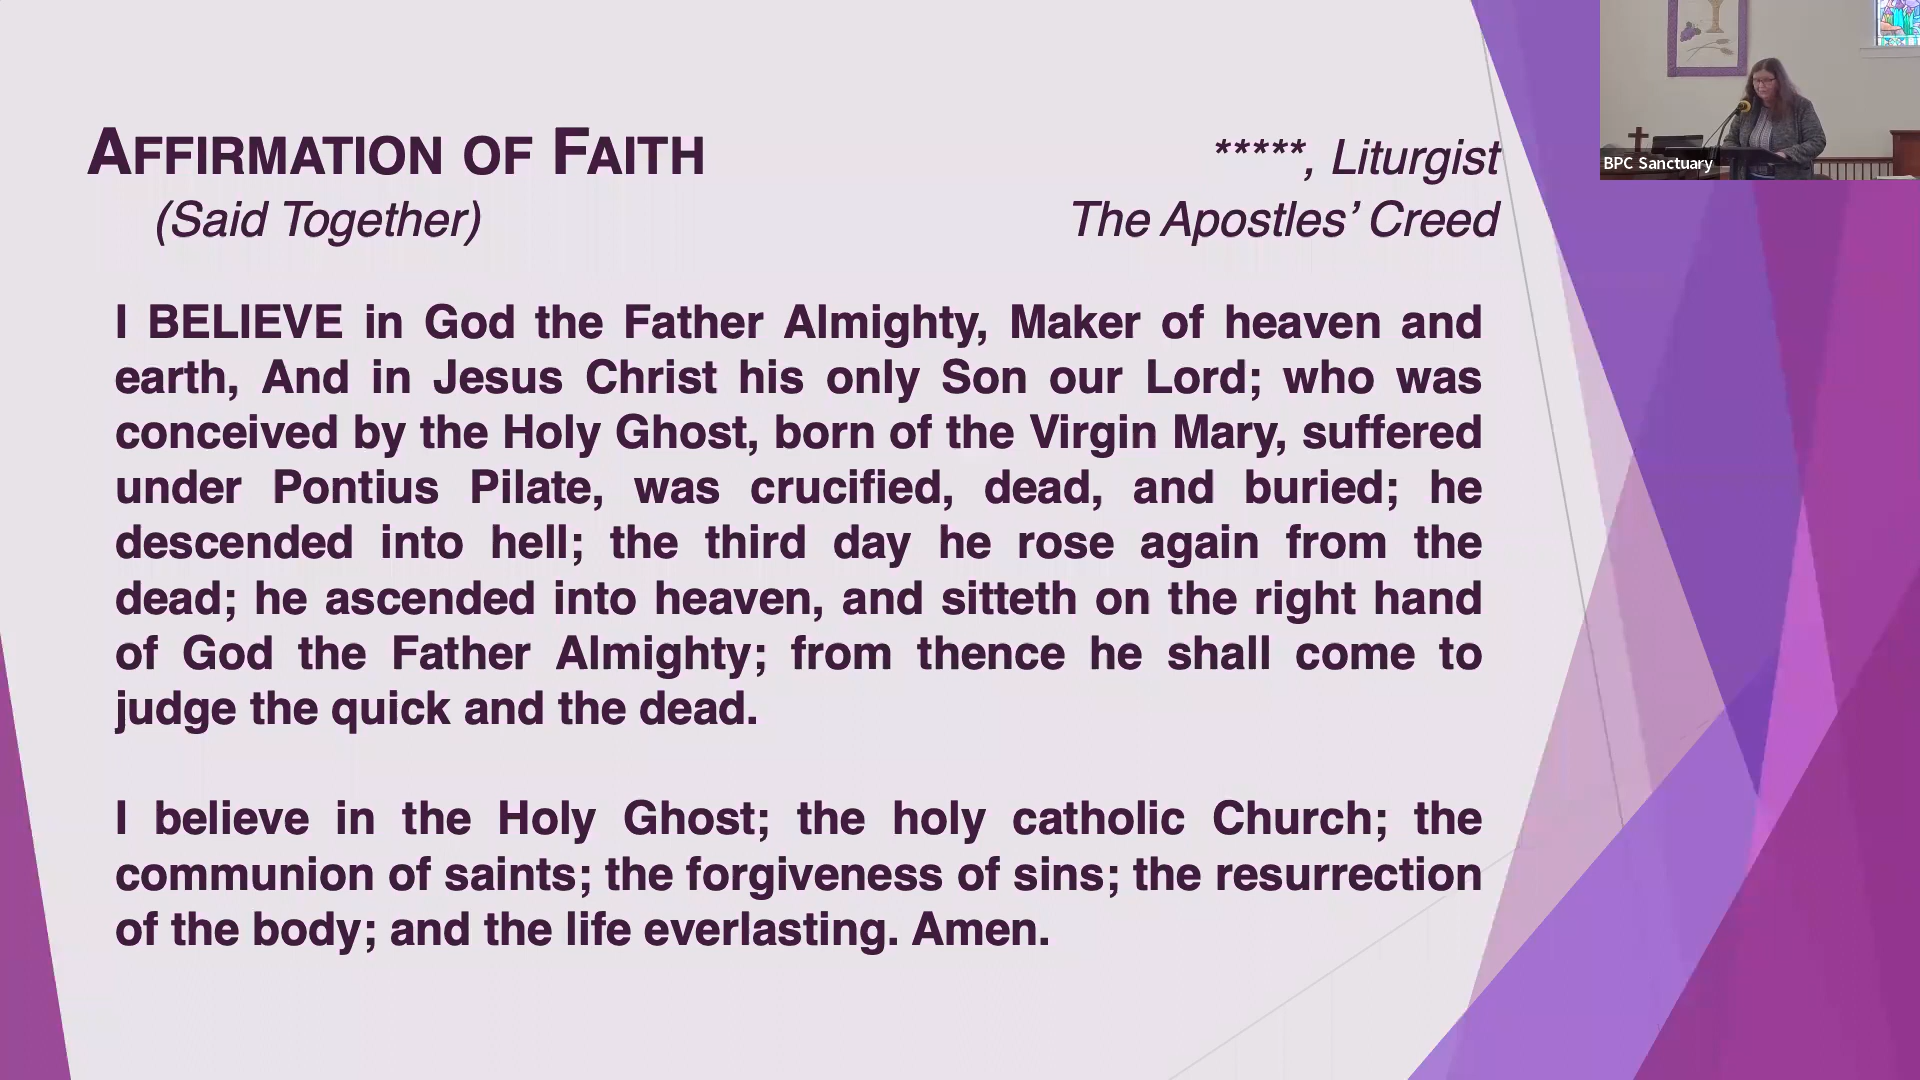 AFFIRMATION OF FAITH
*****, Liturgist
(Said Together)
The Apostles’ Creed
BPC Sanctuary
I BELIEVE in God the Father Almighty, Maker of heaven and
earth, And in Jesus Christ his only Son our Lord; who was
conceived by the Holy Ghost, born of the Virgin Mary, suffered
under Pontius Pilate, was crucified, dead, and buried; he
descended into hell; the third day he rose again from the
dead; he ascended into heaven, and sitteth on the right hand
of God the Father Almighty; from thence he shall come to
judge the quick and the dead.
I believe in the Holy Ghost; the holy catholic Church; the
communion of saints; the forgiveness of sins; the resurrection
of the body; and the life everlasting. Amen.